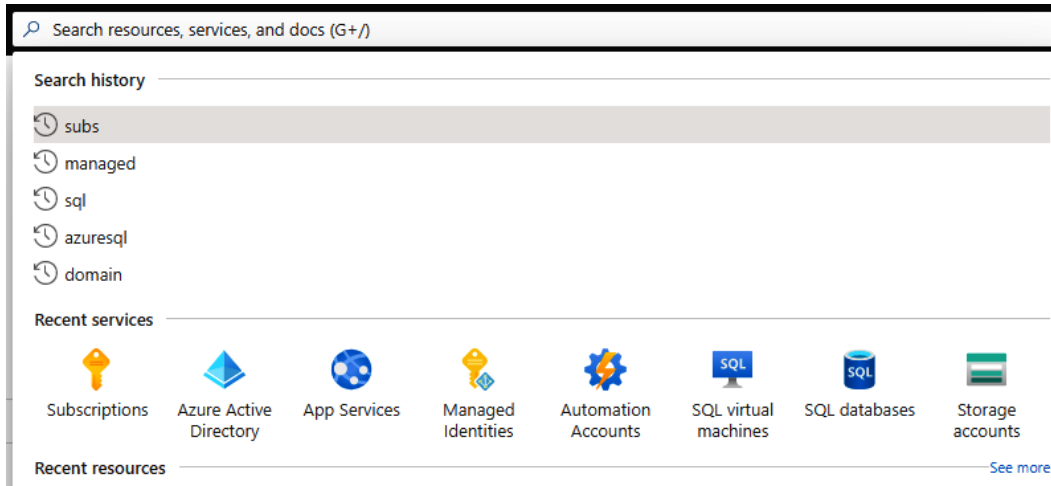 Search resources, services, and docs (G+/)
Search history
subs
managed
sql
azuresql
domain
Recent services
SQL SQL
Subscriptions Azure Active App Services Managed Automation SQL virtual SQL databases Storage
Directory Identities Accounts machines accounts
Recent resources See more